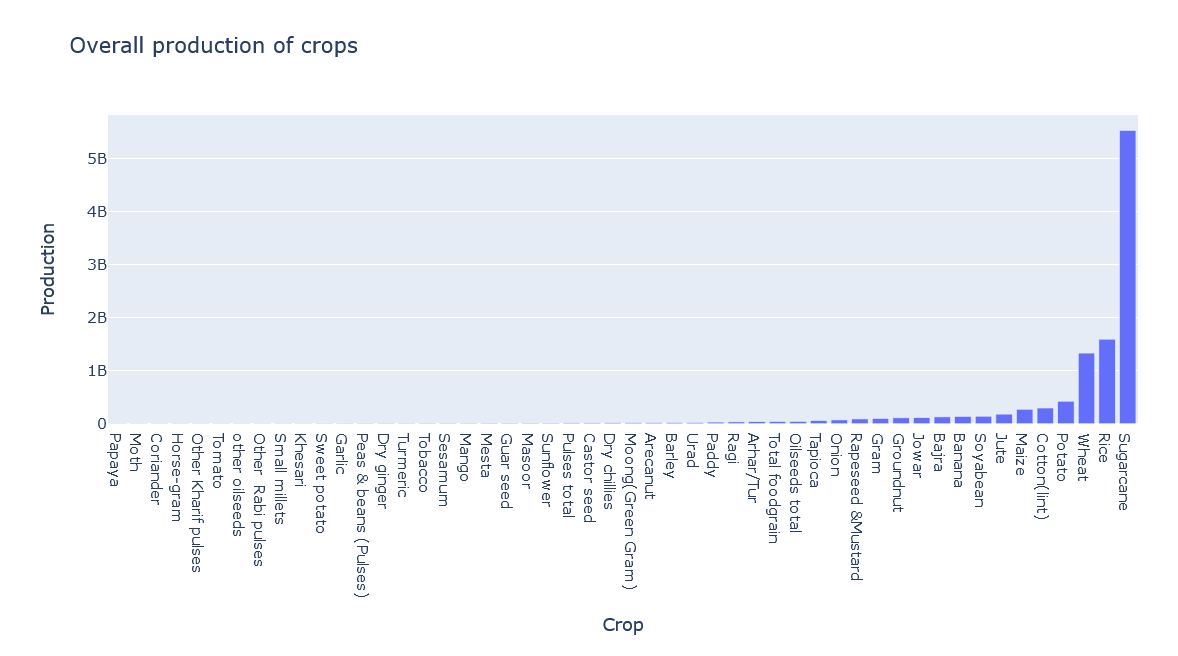 Overall production of crops
5B
4B
3B
2B
1B
0
Production
Papaya
Moth
Coriander
Horse-gram
Other Kharif pulses
Tomato
other oilseeds
Other  Rabi pulses
Small millets
Khesari
Sweet potato
Garlic
Peas & beans (Pulses)
Dry ginger
Turmeric
Tobacco
Sesamum
Mango
Mesta
Guar seed
Masoor
Sunflower
Pulses total
Castor seed
Dry chillies
Moong(Green Gram)
Arecanut
Barley
Urad
Paddy
Ragi
Arhar/Tur
Total foodgrain
Oilseeds total
Tapioca
Onion
Rapeseed &Mustard
Gram
Groundnut
Jowar
Bajra
Banana
Soyabean
Jute
Maize
Cotton(lint)
Potato
Wheat
Rice
Sugarcane
Crop